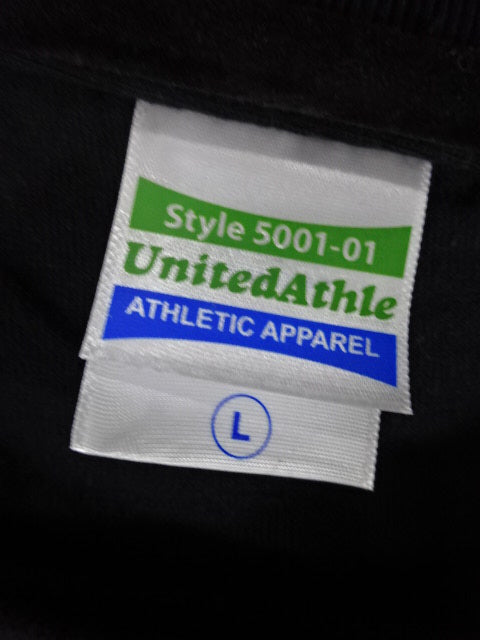 Style 5001-01
UnitedAthle
ATHLETIC APPAREL
L